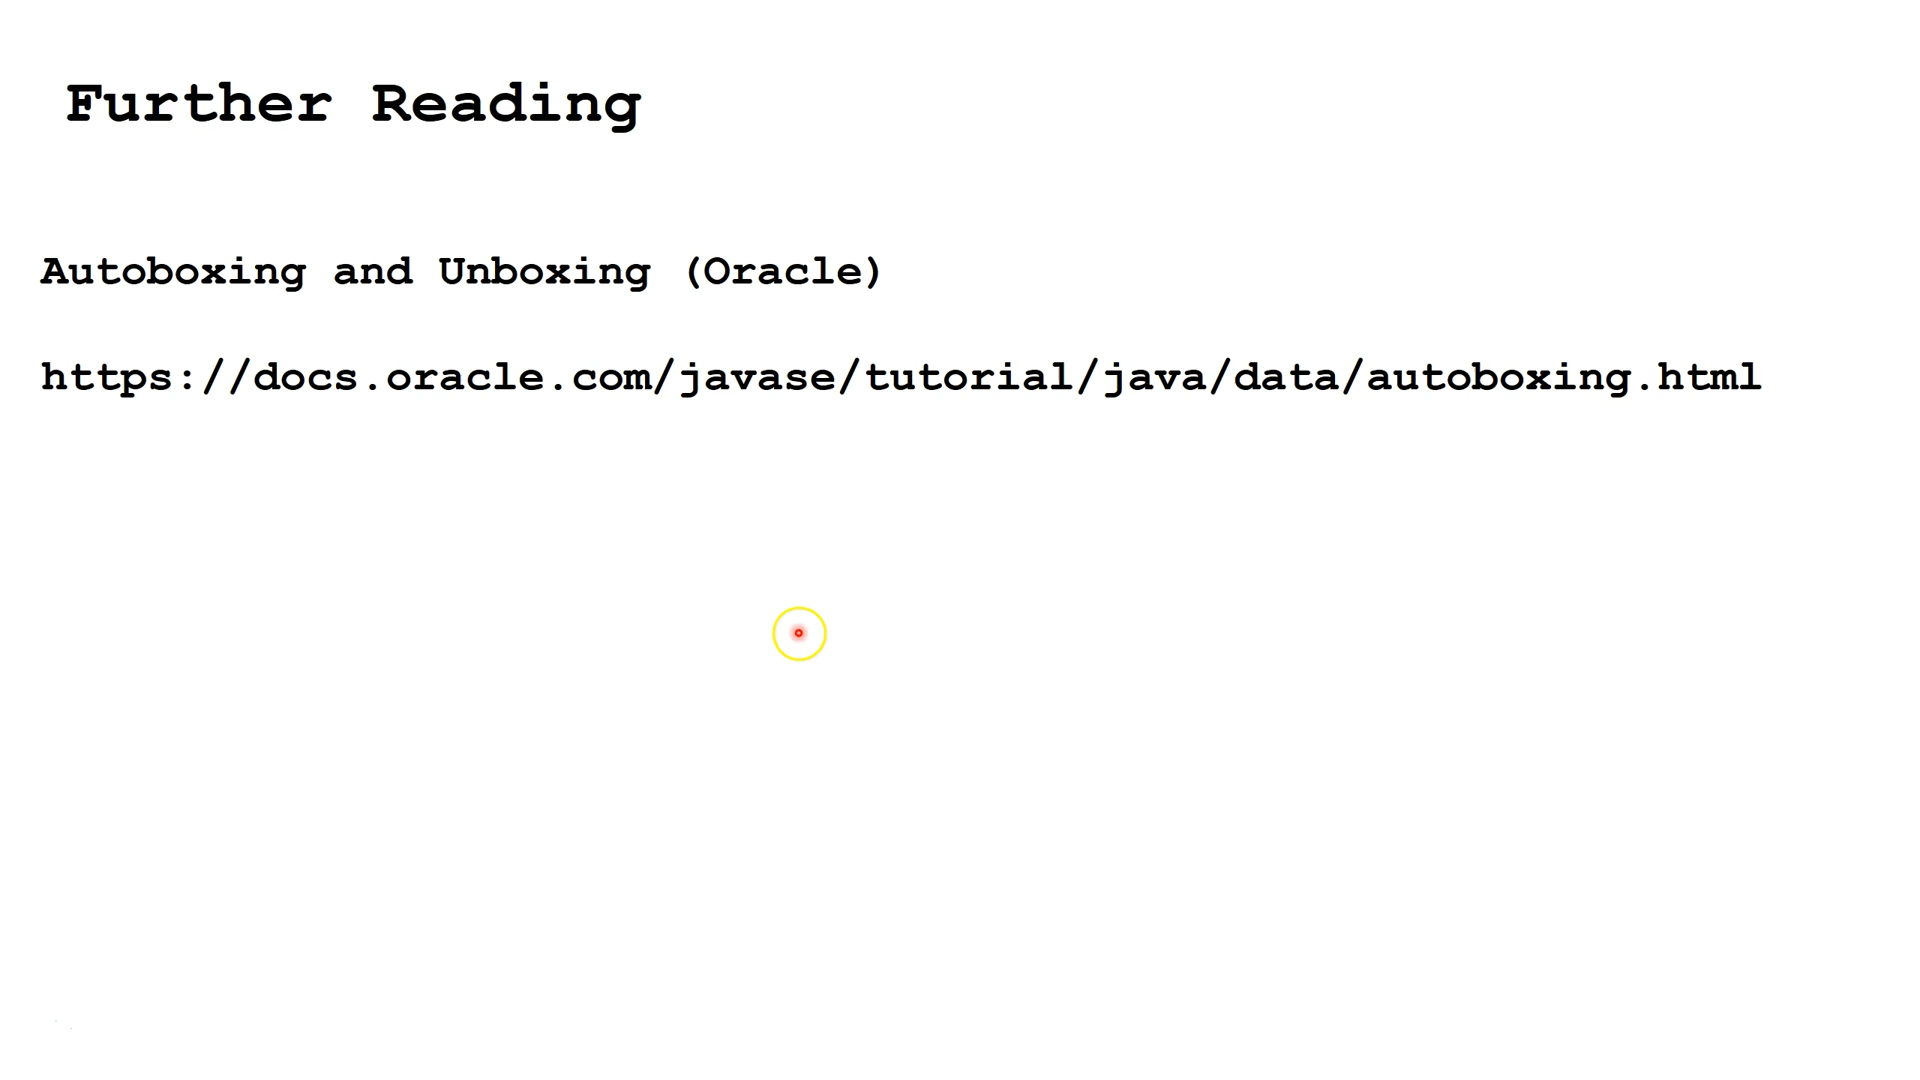 Further Reading
Autoboxing and Unboxing (Oracle)
https://docs.oracle.com/javase/tutorial/java/data/autoboxing.html